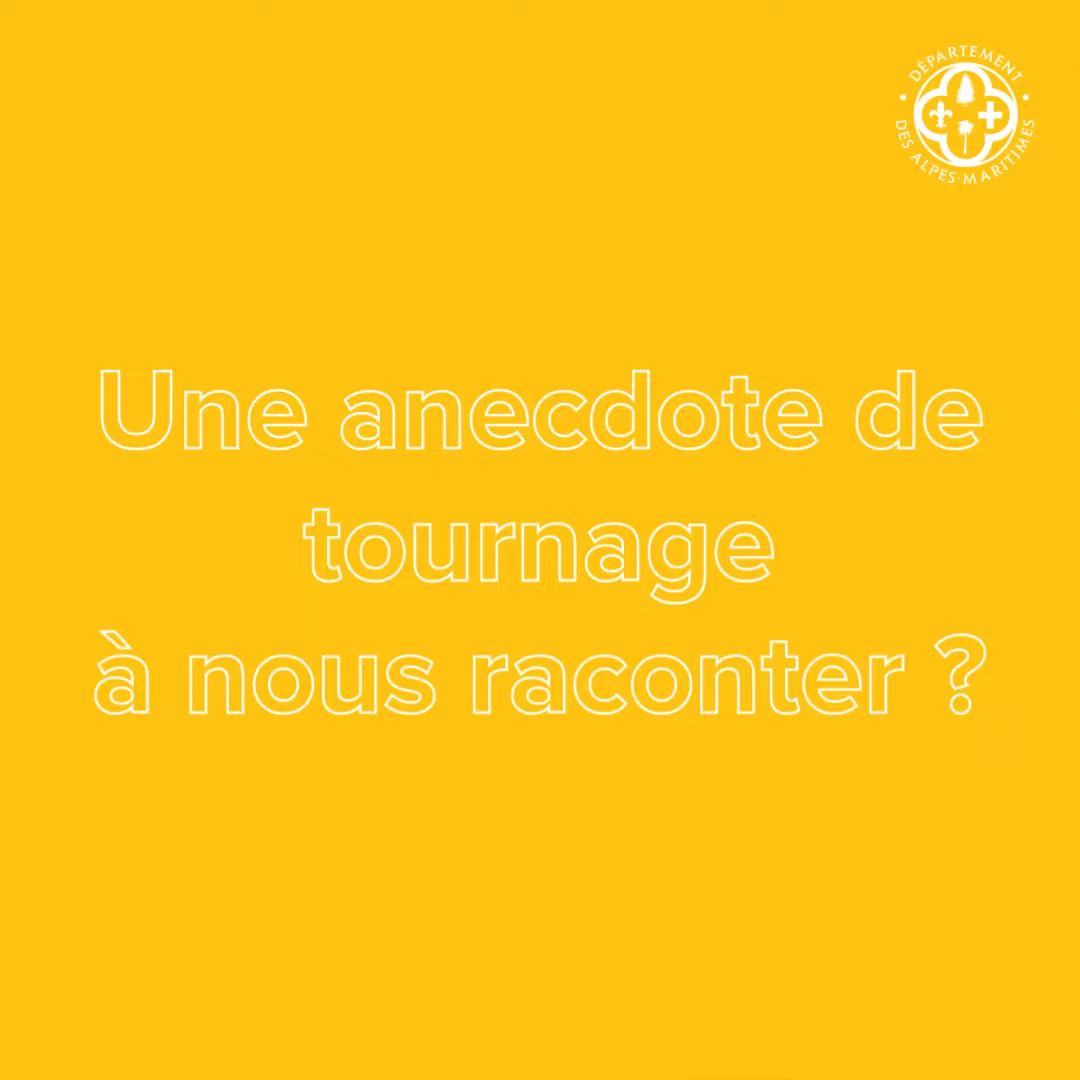 DÉPARTEMENT
DES ALPES-MARITIMES
Une anecdote de
tournage
à nous raconter ?